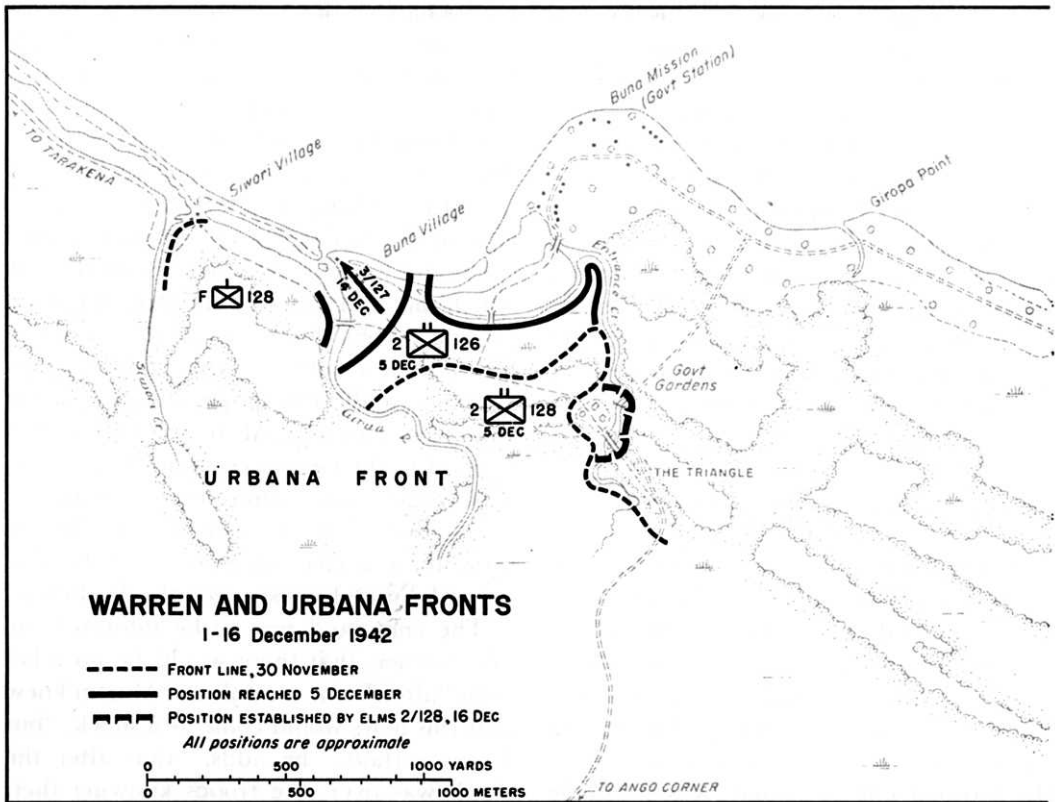 Buna Mission
(Govt Station)
TO TARAKENA
Siwori Village
Buna Village
Giropa Point
Entrance Cr
3/127
14 DEC
F 128
2 126
5 DEC
Govt
Gardens
2 128
5 DEC
Siwori Cr
Girua R
URBANA FRONT
THE TRIANGLE
WARREN AND URBANA FRONTS
1-16 December 1942
FRONT LINE, 30 NOVEMBER
POSITION REACHED 5 DECEMBER
POSITION ESTABLISHED BY ELMS 2/128, 16 DEC
All positions are approximate
0 500 1000 YARDS
0 500 1000 METERS
TO ANGO CORNER